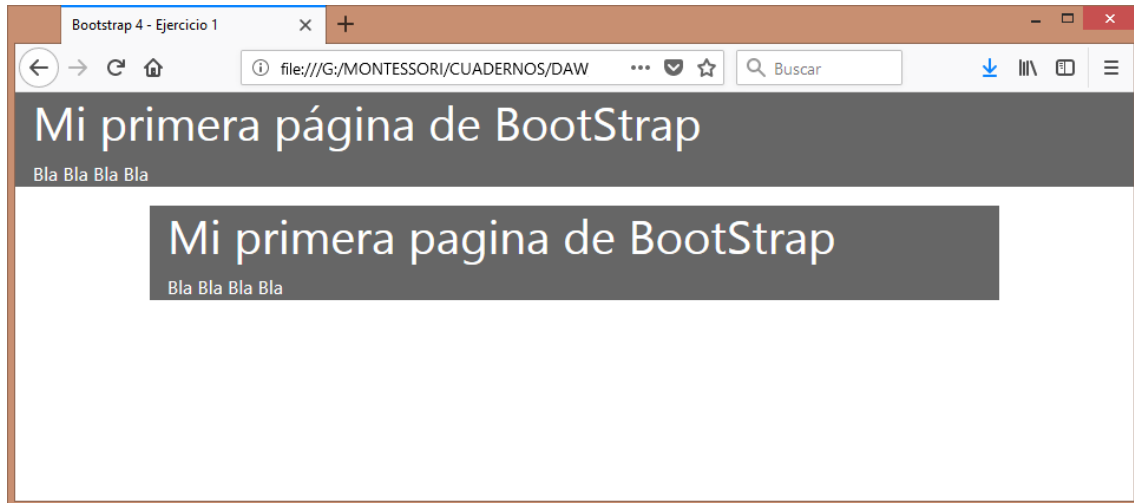 Bootstrap 4 - Ejercicio 1
file:///G:/MONTESSORI/CUADERNOS/DAW
Buscar
Mi primera página de BootStrap
Bla Bla Bla Bla
Mi primera pagina de BootStrap
Bla Bla Bla Bla